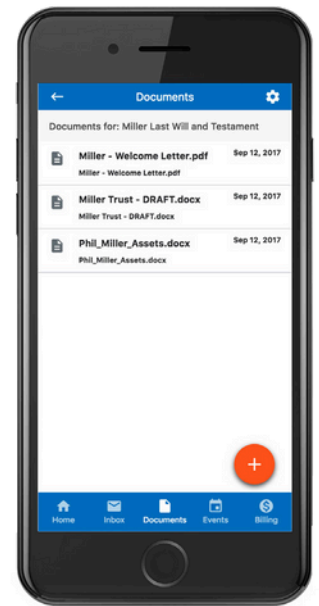 Documents
Documents for: Miller Last Will and Testament
Miller - Welcome Letter.pdf Sep 12, 2017
Miller - Welcome Letter.pdf
Miller Trust - DRAFT.docx Sep 12, 2017
Miller Trust - DRAFT.docx
Phil_Miller_Assets.docx Sep 12, 2017
Phil_Miller_Assets.docx
Home Inbox Documents Events Billing